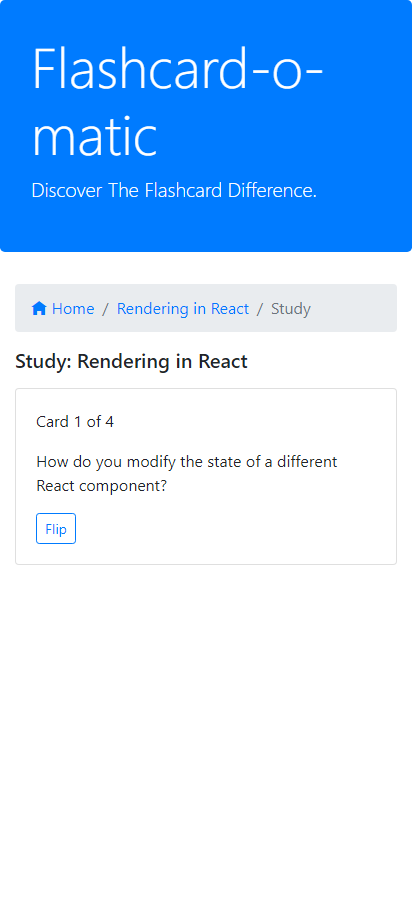 Flashcard-o-
matic
Discover The Flashcard Difference.
Home / Rendering in React / Study
Study: Rendering in React
Card 1 of 4
How do you modify the state of a different
React component?
Flip